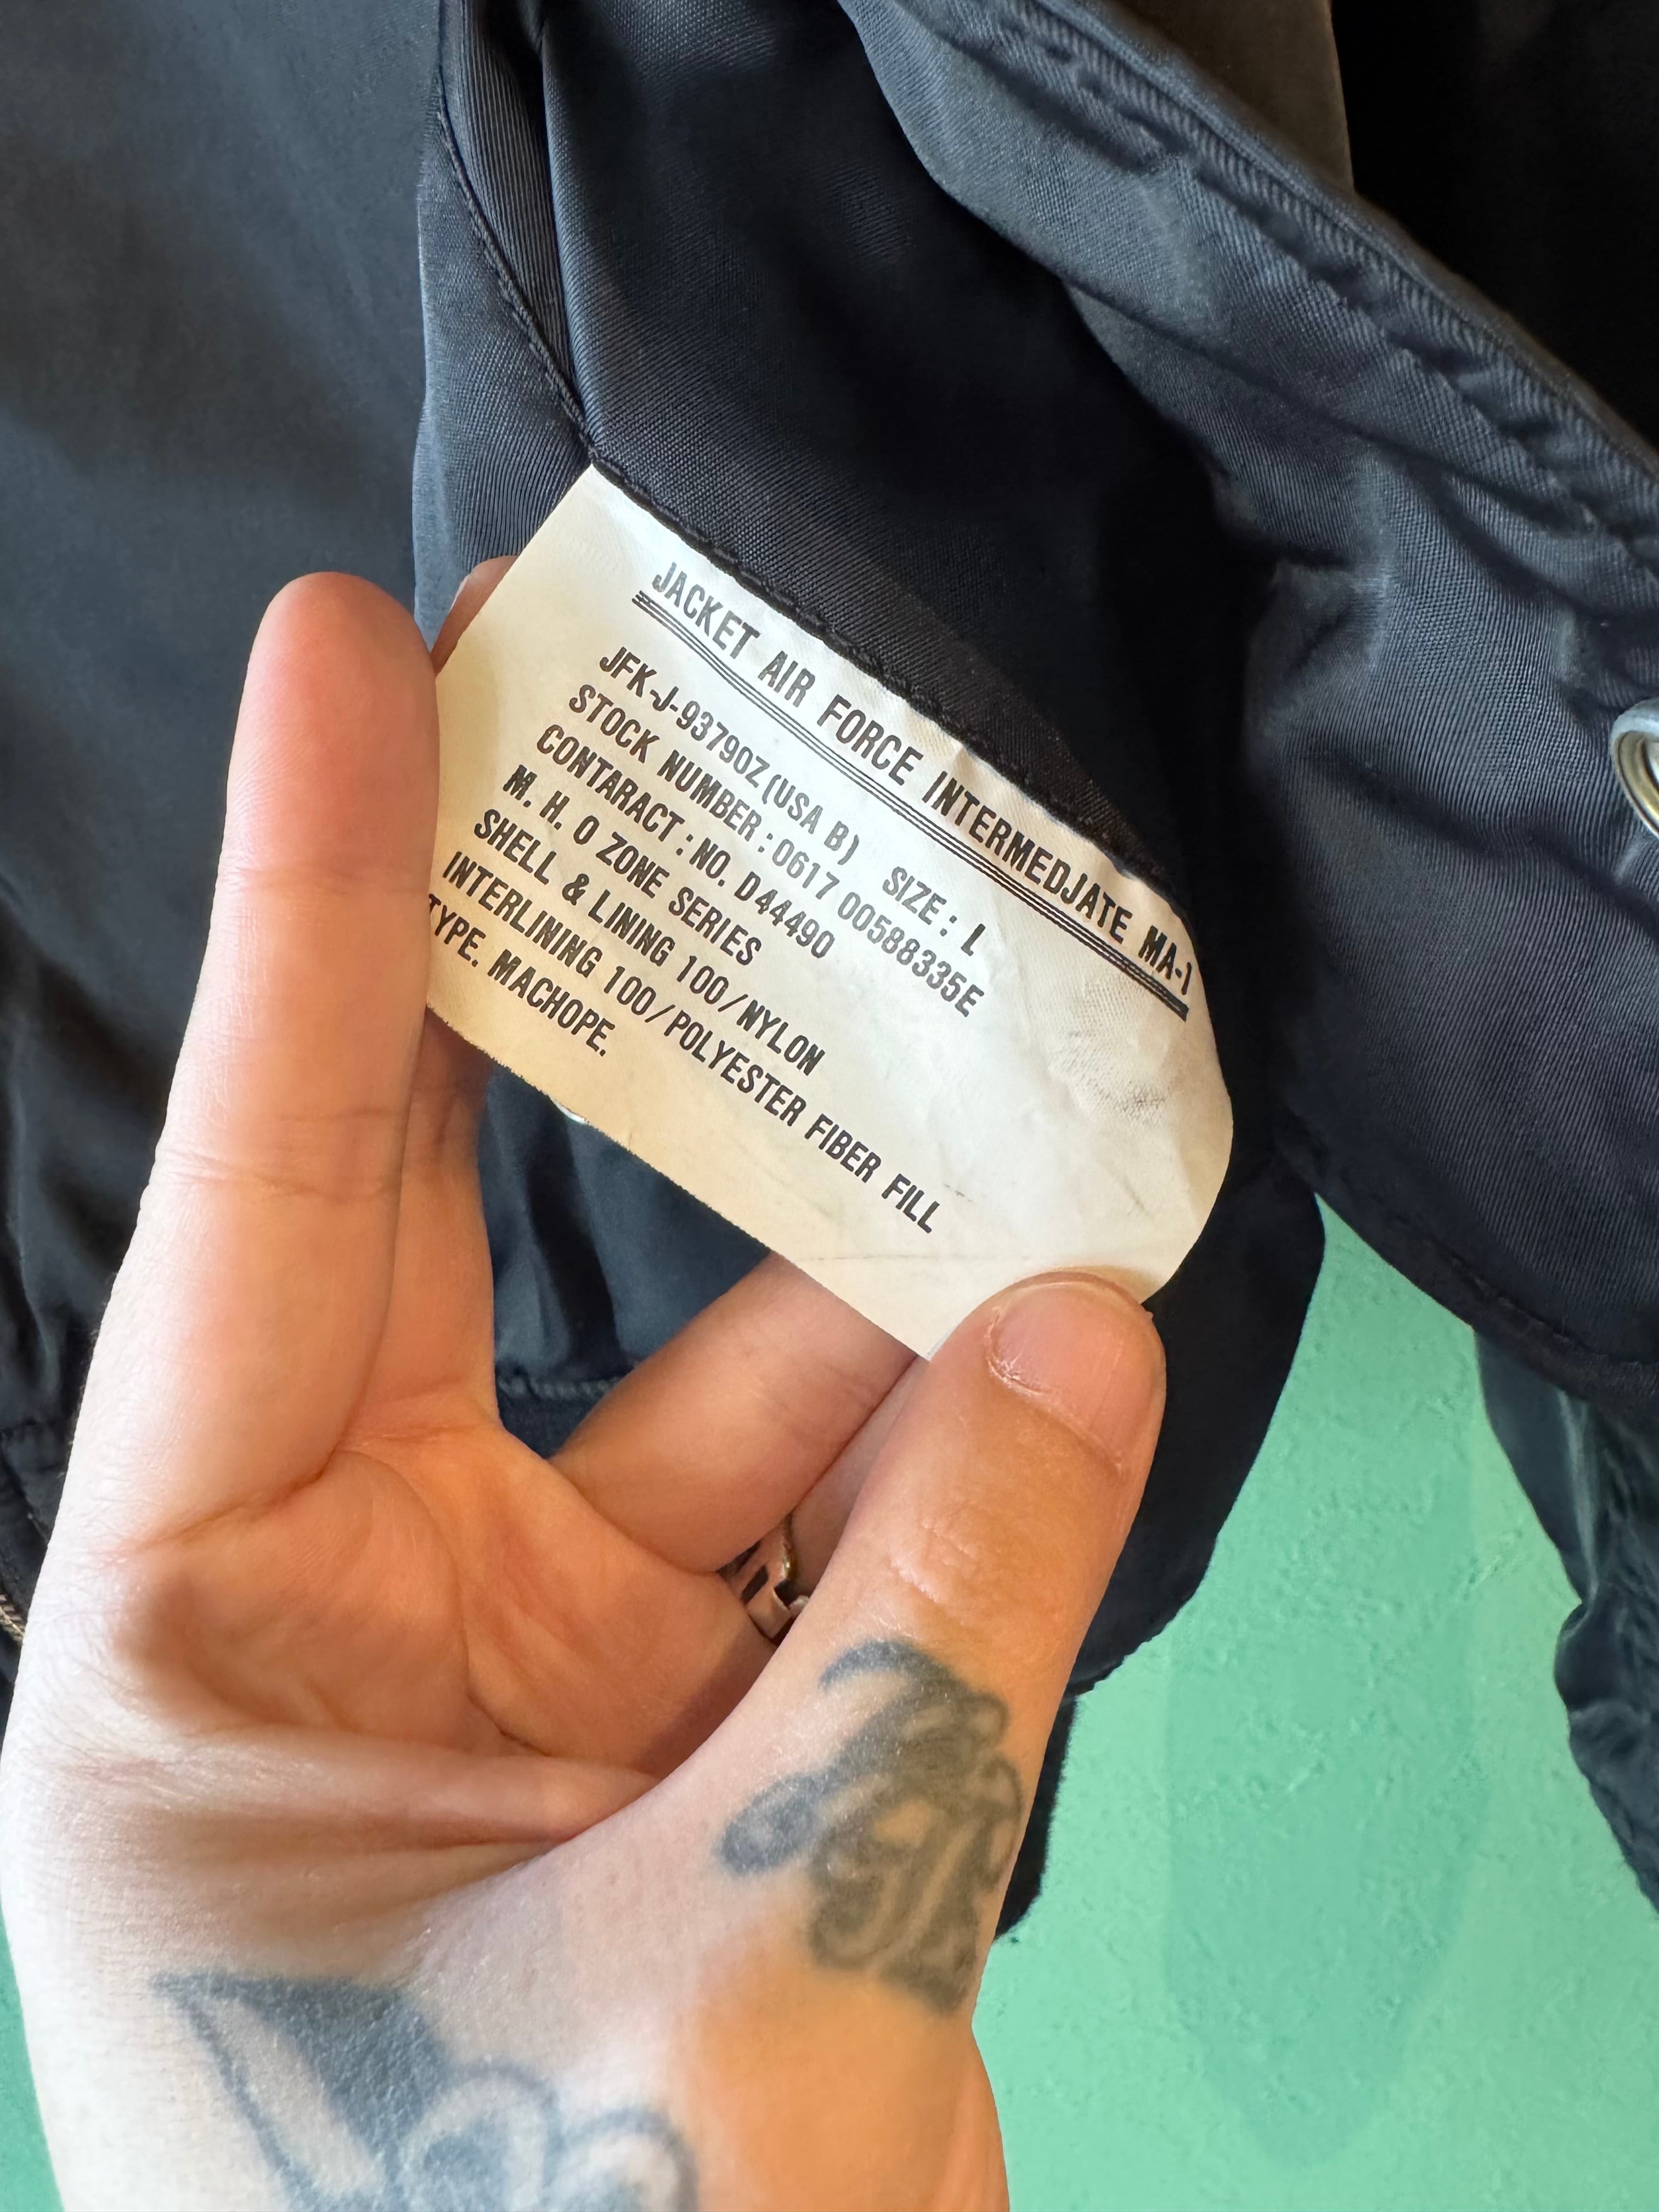 JACKET AIR FORCE INTERMEDJATE MA-1
JFK-J-93790Z (USA B) SIZE : L
STOCK NUMBER : 0617 00588335E
CONTARACT : NO. D44490
M. H. O ZONE SERIES
SHELL & LINING 100/NYLON
INTERLINING 100/POLYESTER FIBER FILL
TYPE. MACHOPE.